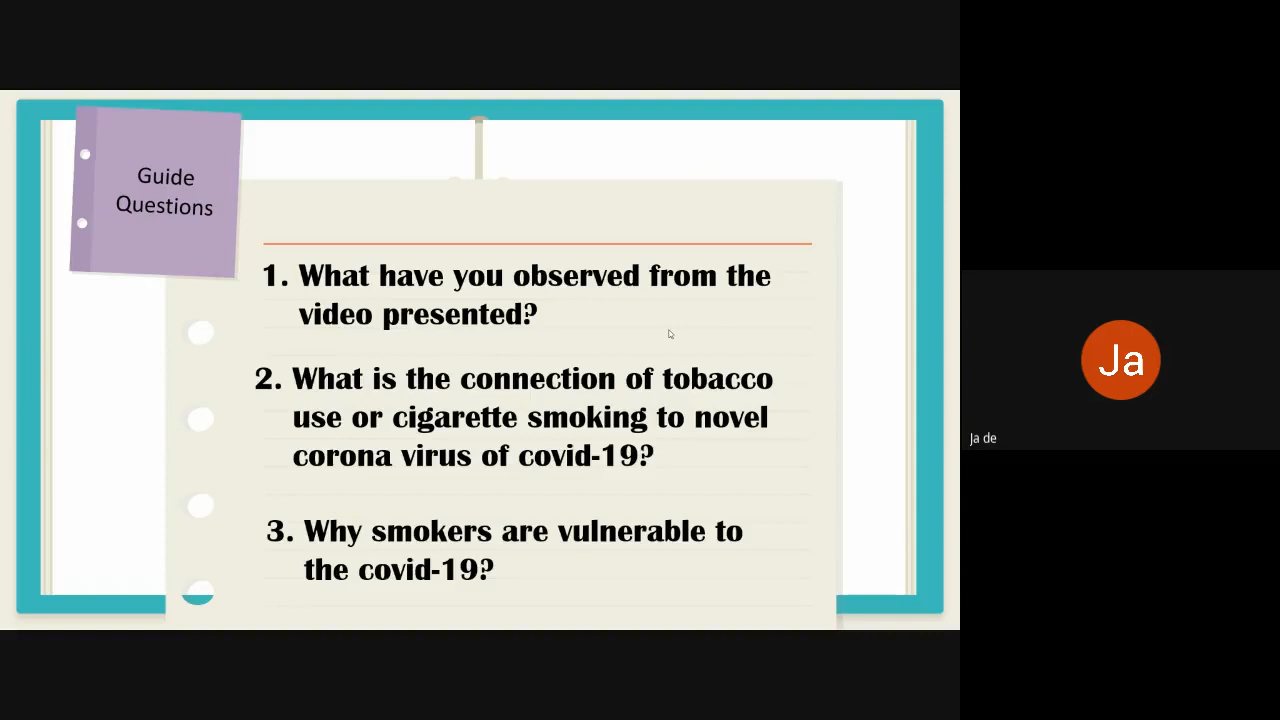 Guide
Questions
1. What have you observed from the
video presented?
2. What is the connection of tobacco
use or cigarette smoking to novel
corona virus of covid-19?
3. Why smokers are vulnerable to
the covid-19?
Ja
Ja de